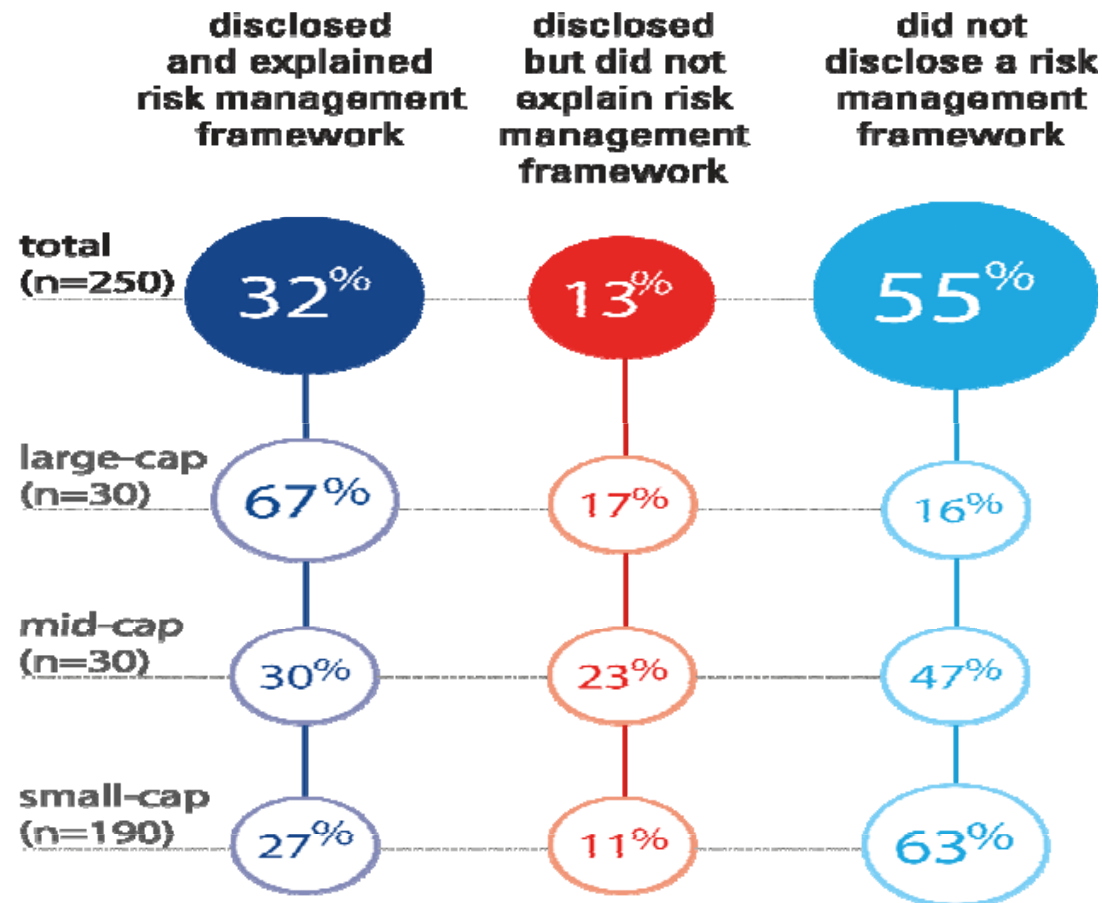 disclosed
and explained
risk management
framework
disclosed
but did not
explain risk
management
framework
did not
disclose a risk
management
framework
total
(n=250)
32%
13%
55%
large-cap
(n=30)
67%
17%
16%
mid-cap
(n=30)
30%
23%
47%
small-cap
(n=190)
27%
11%
63%